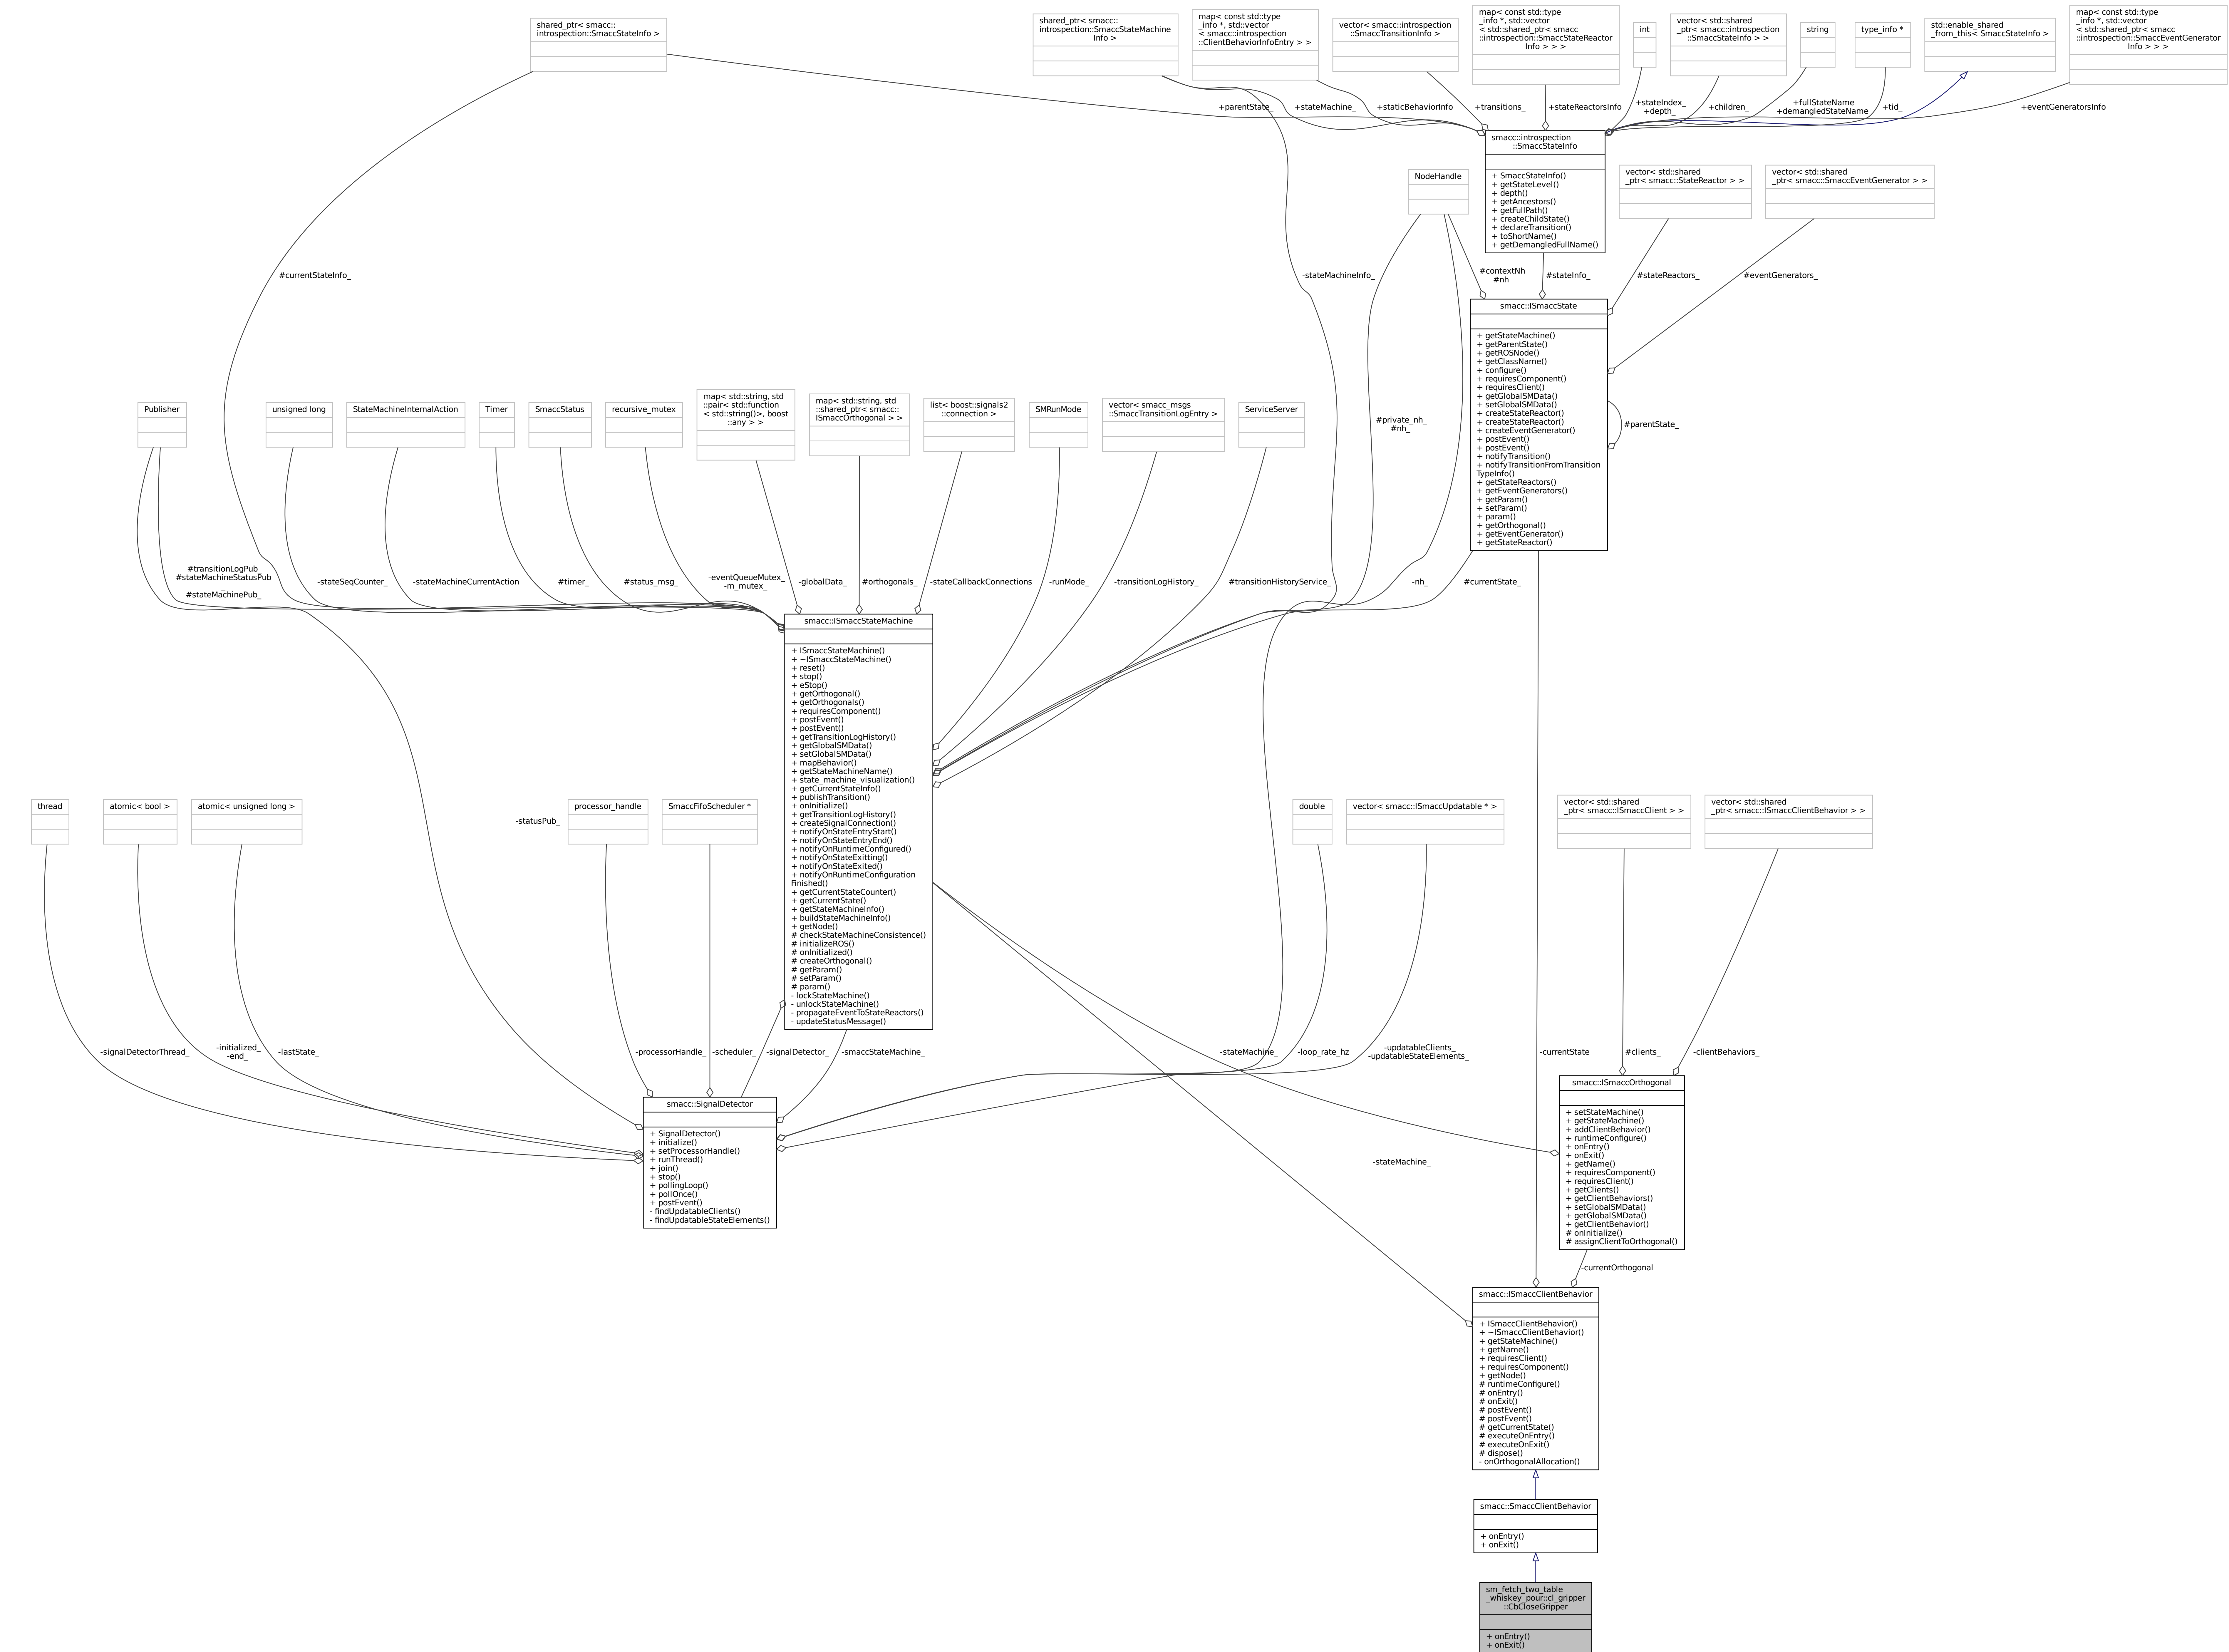 shared_ptr< smacc::
introspection::SmaccStateInfo >
shared_ptr< smacc::
introspection::SmaccStateMachine
Info >
map< const std::type
_info *, std::vector
< smacc::introspection
::ClientBehaviorInfoEntry > >
vector< smacc::introspection
::SmaccTransitionInfo >
map< const std::type
_info *, std::vector
< std::shared_ptr< smacc
::introspection::SmaccStateReactor
Info > > >
int
vector< std::shared
_ptr< smacc::introspection
::SmaccStateInfo > >
string
type_info *
std::enable_shared
_from_this< SmaccStateInfo >
map< const std::type
_info *, std::vector
< std::shared_ptr< smacc
::introspection::SmaccEventGenerator
Info > > >
+parentState_
+stateMachine_
+staticBehaviorInfo
+transitions_
+stateReactorsInfo
+stateIndex_
+depth_
+children_
+fullStateName
+demangledStateName
+tid_
+eventGeneratorsInfo
smacc::introspection
::SmaccStateInfo
+ SmaccStateInfo()
+ getStateLevel()
+ depth()
+ getAncestors()
+ getFullPath()
+ createChildState()
+ declareTransition()
+ toShortName()
+ getDemangledFullName()
NodeHandle
vector< std::shared
_ptr< smacc::StateReactor > >
vector< std::shared
_ptr< smacc::SmaccEventGenerator > >
#currentStateInfo_
-stateMachineInfo_
#contextNh
#nh
#stateInfo_
#stateReactors_
#eventGenerators_
smacc::ISmaccState
+ getStateMachine()
+ getParentState()
+ getROSNode()
+ getClassName()
+ configure()
+ requiresComponent()
+ requiresClient()
+ getGlobalSMData()
+ setGlobalSMData()
+ createStateReactor()
+ createStateReactor()
+ createEventGenerator()
+ postEvent()
+ postEvent()
+ notifyTransition()
+ notifyTransitionFromTransition
TypeInfo()
+ getStateReactors()
+ getEventGenerators()
+ getParam()
+ setParam()
+ param()
+ getOrthogonal()
+ getEventGenerator()
+ getStateReactor()
#parentState_
#private_nh_
#nh_
Publisher
unsigned long
StateMachineInternalAction
Timer
SmaccStatus
recursive_mutex
map< std::string, std
::pair< std::function
< std::string()>, boost
::any > >
map< std::string, std
::shared_ptr< smacc::
ISmaccOrthogonal > >
list< boost::signals2
::connection >
SMRunMode
vector< smacc_msgs
::SmaccTransitionLogEntry >
ServiceServer
#transitionLogPub_
#stateMachineStatusPub
_
#stateMachinePub_
-stateSeqCounter_
-stateMachineCurrentAction
#timer_
#status_msg_
-eventQueueMutex_
-m_mutex_
-globalData_
#orthogonals_
-stateCallbackConnections
-runMode_
-transitionLogHistory_
#transitionHistoryService_
-nh_
#currentState_
smacc::ISmaccStateMachine
+ ISmaccStateMachine()
+ ~ISmaccStateMachine()
+ reset()
+ stop()
+ eStop()
+ getOrthogonal()
+ getOrthogonals()
+ requiresComponent()
+ postEvent()
+ postEvent()
+ getTransitionLogHistory()
+ getGlobalSMData()
+ setGlobalSMData()
+ mapBehavior()
+ getStateMachineName()
+ state_machine_visualization()
+ getCurrentStateInfo()
+ publishTransition()
+ onInitialize()
+ getTransitionLogHistory()
+ createSignalConnection()
+ notifyOnStateEntryStart()
+ notifyOnStateEntryEnd()
+ notifyOnRuntimeConfigured()
+ notifyOnStateExitting()
+ notifyOnStateExited()
+ notifyOnRuntimeConfiguration
Finished()
+ getCurrentStateCounter()
+ getCurrentState()
+ getStateMachineInfo()
+ buildStateMachineInfo()
+ getNode()
# checkStateMachineConsistence()
# initializeROS()
# onInitialized()
# createOrthogonal()
# getParam()
# setParam()
# param()
- lockStateMachine()
- unlockStateMachine()
- propagateEventToStateReactors()
- updateStatusMessage()
thread
atomic< bool >
atomic< unsigned long >
-statusPub_
processor_handle
SmaccFifoScheduler *
double
vector< smacc::ISmaccUpdatable * >
vector< std::shared
_ptr< smacc::ISmaccClient > >
vector< std::shared
_ptr< smacc::ISmaccClientBehavior > >
-signalDetectorThread_
-initialized_
-end_
-lastState_
-processorHandle_
-scheduler_
-signalDetector_
-smaccStateMachine_
-stateMachine_
-loop_rate_hz
-updatableClients_
-updatableStateElements_
-currentState
#clients_
-clientBehaviors_
smacc::SignalDetector
+ SignalDetector()
+ initialize()
+ setProcessorHandle()
+ runThread()
+ join()
+ stop()
+ pollingLoop()
+ pollOnce()
+ postEvent()
- findUpdatableClients()
- findUpdatableStateElements()
smacc::ISmaccOrthogonal
+ setStateMachine()
+ getStateMachine()
+ addClientBehavior()
+ runtimeConfigure()
+ onEntry()
+ onExit()
+ getName()
+ requiresComponent()
+ requiresClient()
+ getClients()
+ getClientBehaviors()
+ setGlobalSMData()
+ getGlobalSMData()
+ getClientBehavior()
# onInitialize()
# assignClientToOrthogonal()
-stateMachine_
-currentOrthogonal
smacc::ISmaccClientBehavior
+ ISmaccClientBehavior()
+ ~ISmaccClientBehavior()
+ getStateMachine()
+ getName()
+ requiresClient()
+ requiresComponent()
+ getNode()
# runtimeConfigure()
# onEntry()
# onExit()
# postEvent()
# postEvent()
# getCurrentState()
# executeOnEntry()
# executeOnExit()
# dispose()
- onOrthogonalAllocation()
smacc::SmaccClientBehavior
+ onEntry()
+ onExit()
sm_fetch_two_table
_whiskey_pour::cl_gripper
::CbCloseGripper
+ onEntry()
+ onExit()